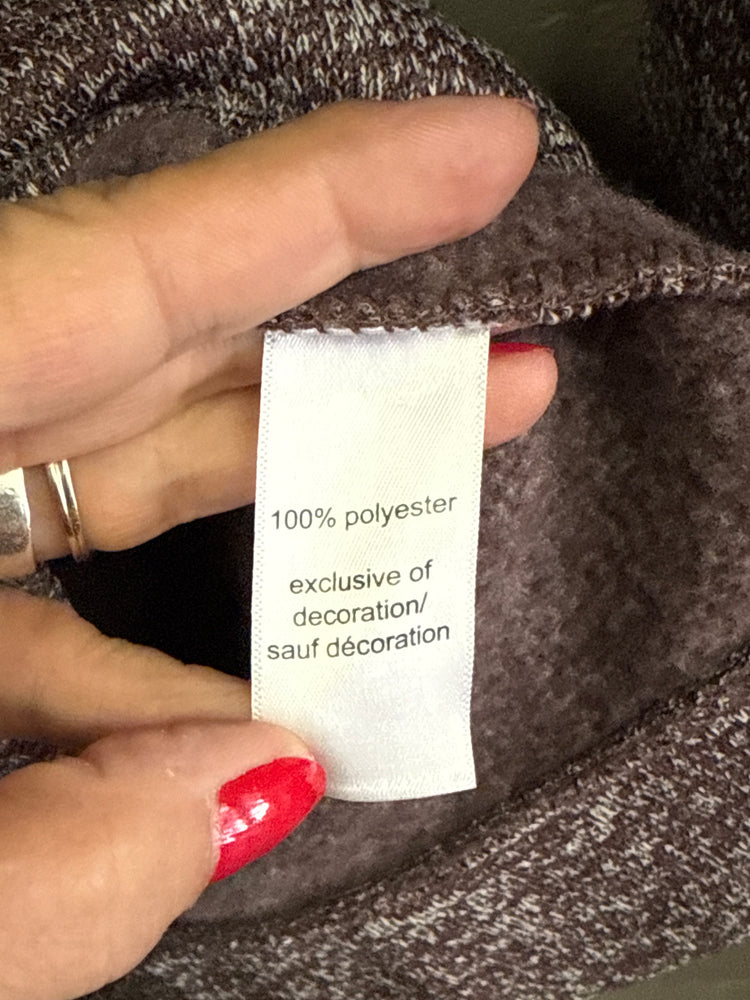 100% polyester
exclusive of
decoration/
sauf décoration